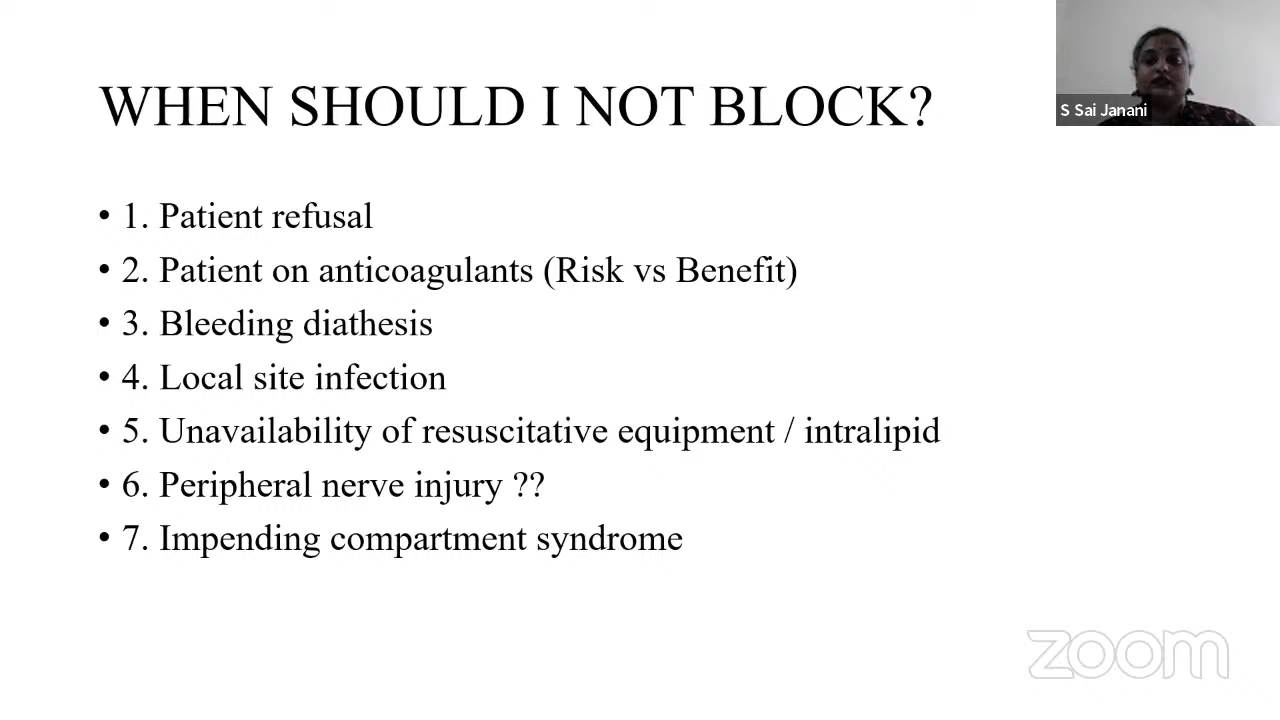 WHEN SHOULD I NOT BLOCK?
S Sai Janani
• 1. Patient refusal
• 2. Patient on anticoagulants (Risk vs Benefit)
• 3. Bleeding diathesis
• 4. Local site infection
• 5. Unavailability of resuscitative equipment / intralipid
• 6. Peripheral nerve injury ??
• 7. Impending compartment syndrome
zoom